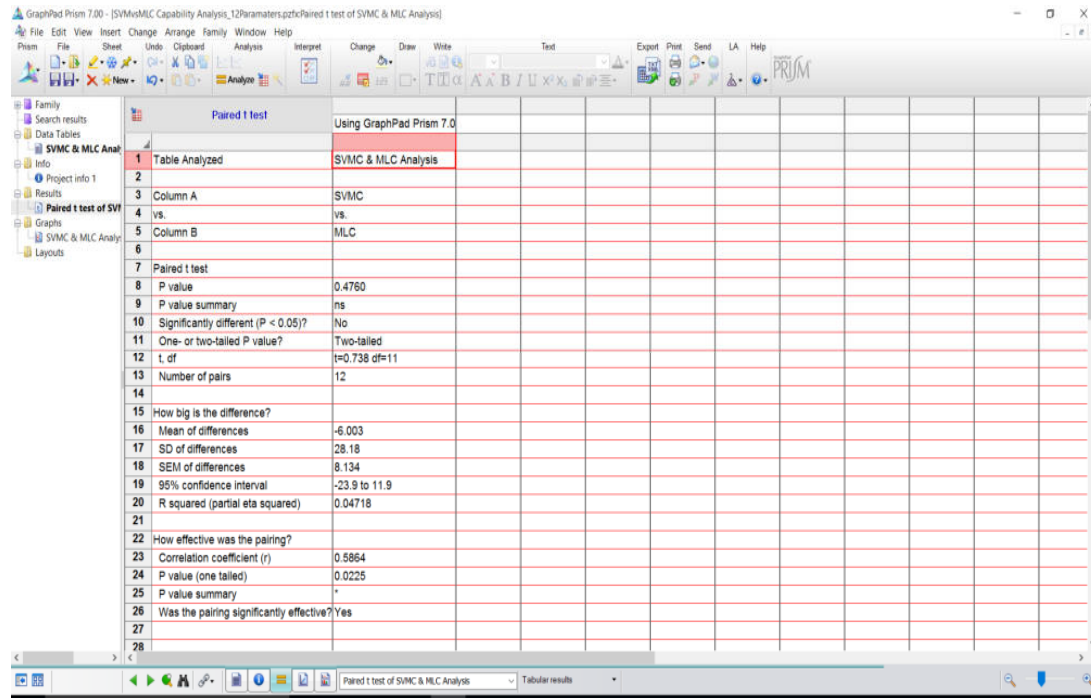 GraphPad Prism 7.00 - [SVMvsMLC Capability Analysis_12Paramaters.pzfx:Paired t test of SVMC & MLC Analysis]
File Edit View Insert Change Arrange Family Window Help
Prism File Sheet Undo Clipboard Analysis Interpret Change Draw Write Text Export Print Send LA Help
New Analyze PRISM
Family
Search results
Data Tables
SVMC & MLC Anal
Info
Project info 1
Results
Paired t test of SV
Graphs
SVMC & MLC Analy
Layouts
Paired t test Using GraphPad Prism 7.0
1 Table Analyzed SVMC & MLC Analysis
2
3 Column A SVMC
4 vs. vs.
5 Column B MLC
6
7 Paired t test
8 P value 0.4760
9 P value summary ns
10 Significantly different (P < 0.05)? No
11 One- or two-tailed P value? Two-tailed
12 t, df t=0.738 df=11
13 Number of pairs 12
14
15 How big is the difference?
16 Mean of differences -6.003
17 SD of differences 28.18
18 SEM of differences 8.134
19 95% confidence interval -23.9 to 11.9
20 R squared (partial eta squared) 0.04718
21
22 How effective was the pairing?
23 Correlation coefficient (r) 0.5864
24 P value (one tailed) 0.0225
25 P value summary *
26 Was the pairing significantly effective? Yes
27
28
Paired t test of SVMC & MLC Analysis Tabular results